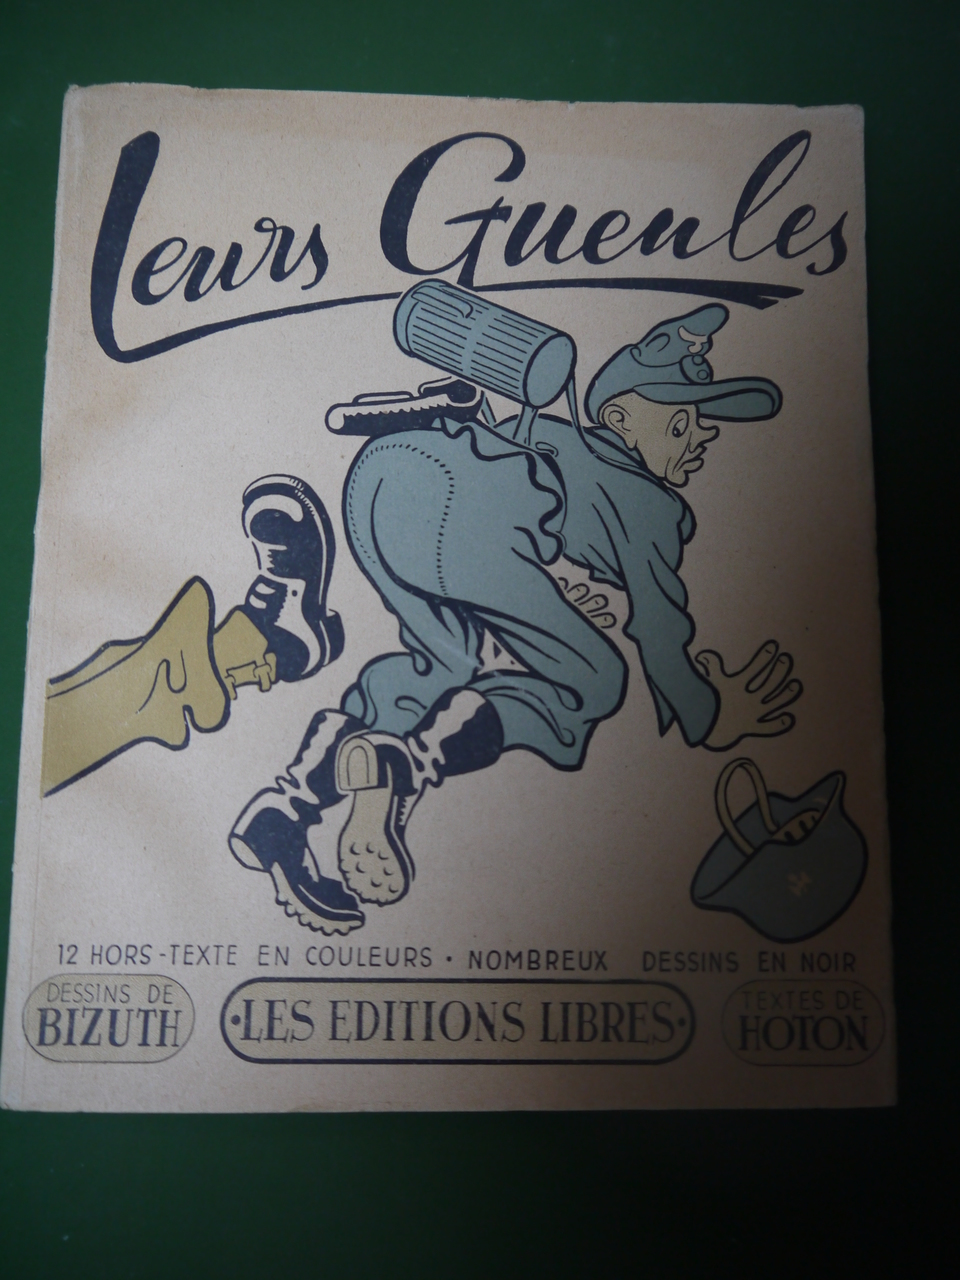 Leurs Gueules
12 HORS-TEXTE EN COULEURS • NOMBREUX DESSINS EN NOIR
DESSINS DE
BIZUTH
•LES EDITIONS LIBRES•
TEXTES DE
HOTON